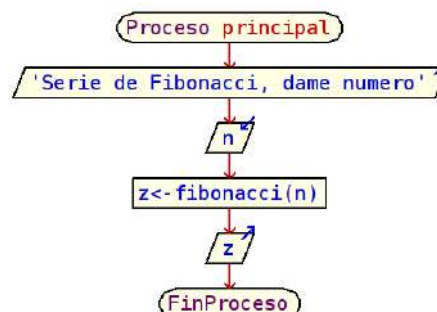 Proceso principal
'Serie de Fibonacci, dame numero'
n
z<-fibonacci(n)
z
FinProceso